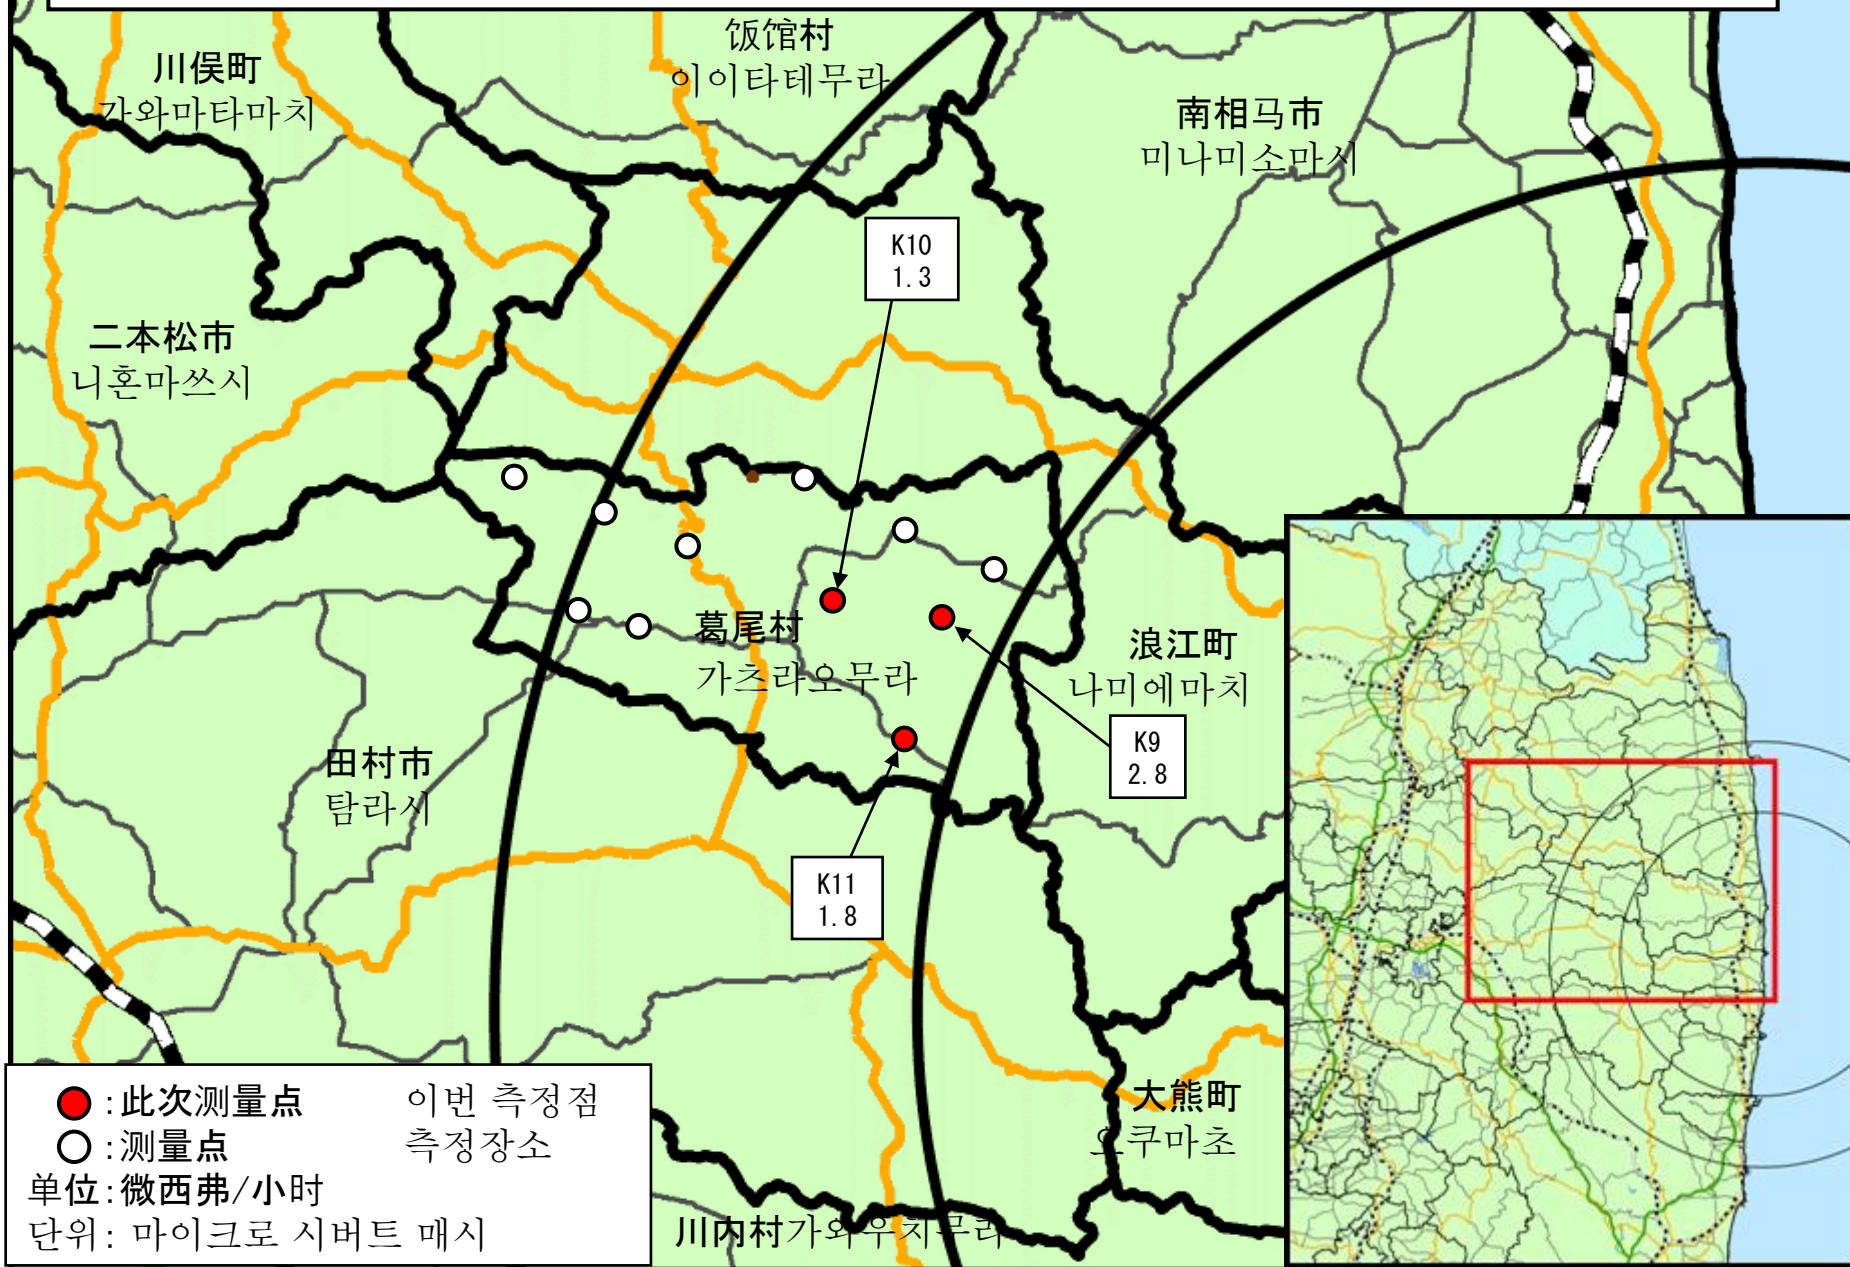 饭馆村
이이타테무라
川俣町
가와마타마치
南相马市
미나미소마시
K10
1.3
二本松市
니혼마쓰시
葛尾村
가츠라오무라
浪江町
나미에마치
K9
2.8
田村市
탐라시
K11
1.8
大熊町
오쿠마초
川内村가와우치무라
:此次测量点 이번 측정점
:测量点 측정장소
单位:微西弗/小时
단위: 마이크로 시버트 매시